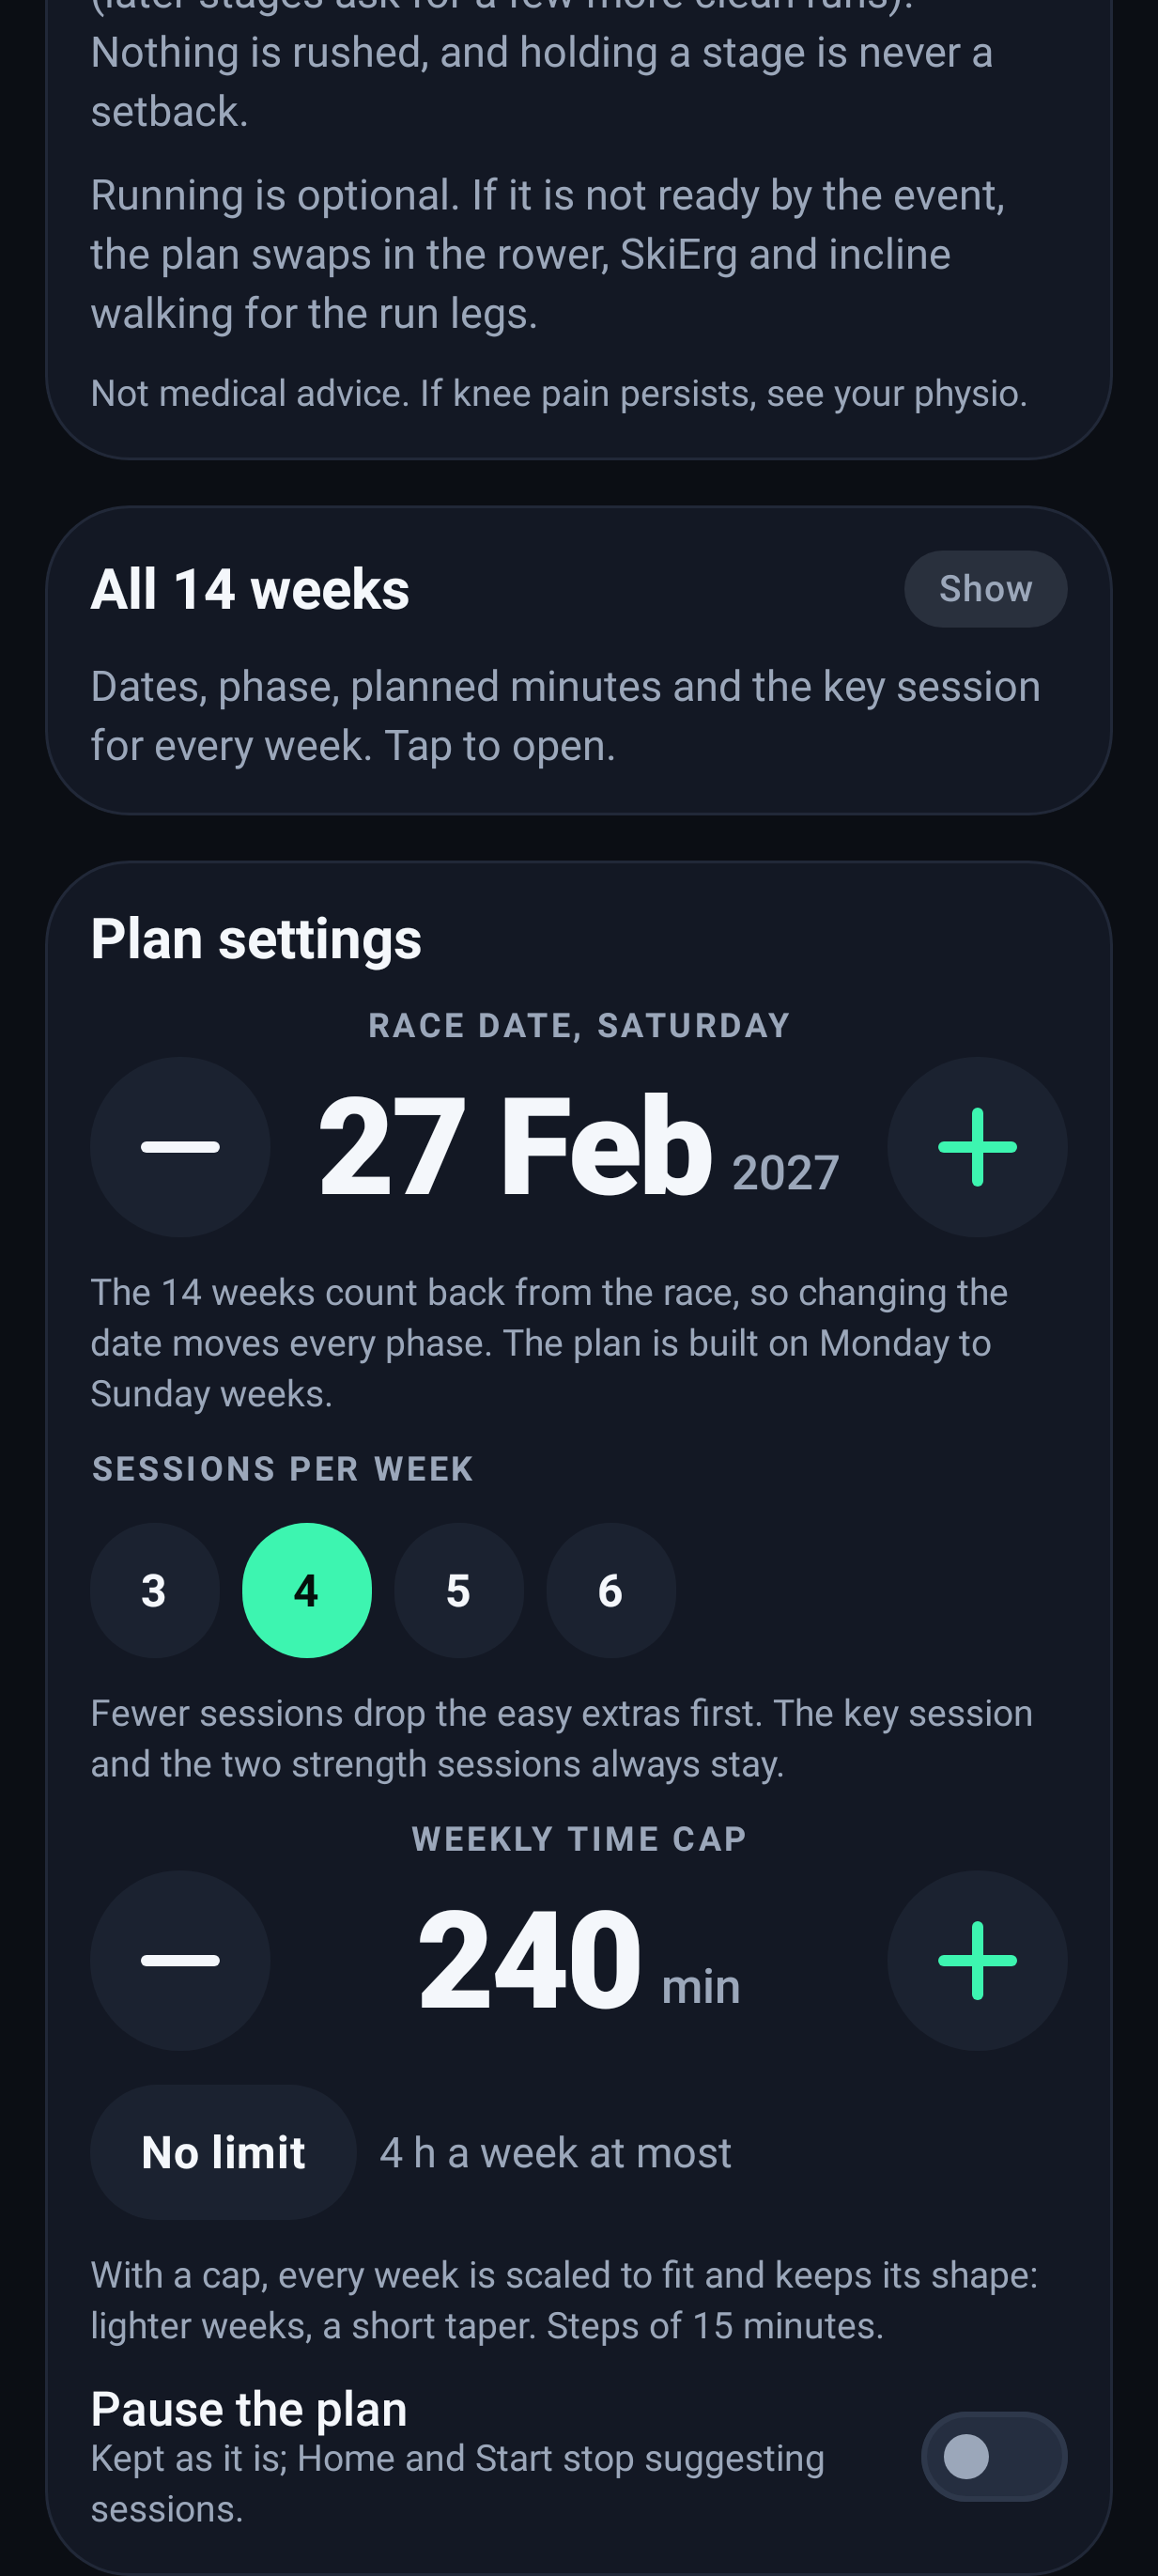 (later stages ask for a few more clean runs).
Nothing is rushed, and holding a stage is never a
setback.
Running is optional. If it is not ready by the event,
the plan swaps in the rower, SkiErg and incline
walking for the run legs.
Not medical advice. If knee pain persists, see your physio.
All 14 weeks
Show
Dates, phase, planned minutes and the key session
for every week. Tap to open.
Plan settings
RACE DATE, SATURDAY
27 Feb 2027
The 14 weeks count back from the race, so changing the
date moves every phase. The plan is built on Monday to
Sunday weeks.
SESSIONS PER WEEK
3 4 5 6
Fewer sessions drop the easy extras first. The key session
and the two strength sessions always stay.
WEEKLY TIME CAP
240 min
No limit 4 h a week at most
With a cap, every week is scaled to fit and keeps its shape:
lighter weeks, a short taper. Steps of 15 minutes.
Pause the plan
Kept as it is; Home and Start stop suggesting
sessions.